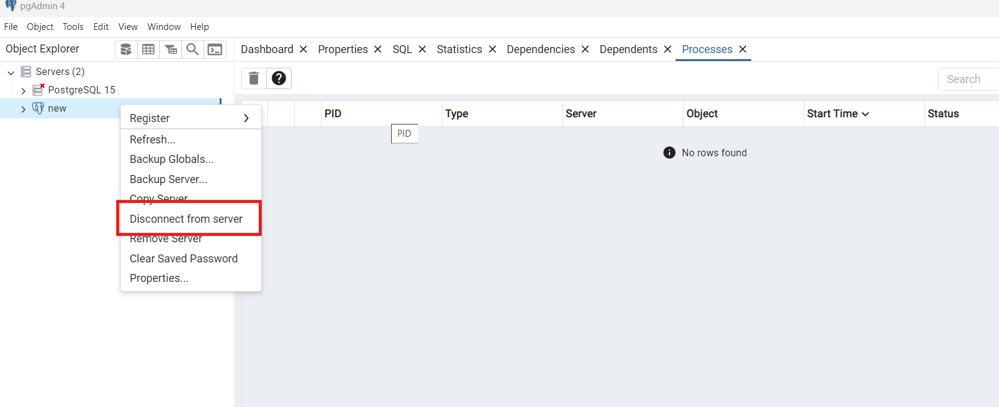 pgAdmin 4
File Object Tools Edit View Window Help
Object Explorer
Dashboard Properties SQL Statistics Dependencies Dependents Processes
Servers (2)
PostgreSQL 15
new
Search
PID Type Server Object Start Time Status
PID
No rows found
Register
Refresh...
Backup Globals...
Backup Server...
Copy Server
Disconnect from server
Remove Server
Clear Saved Password
Properties...